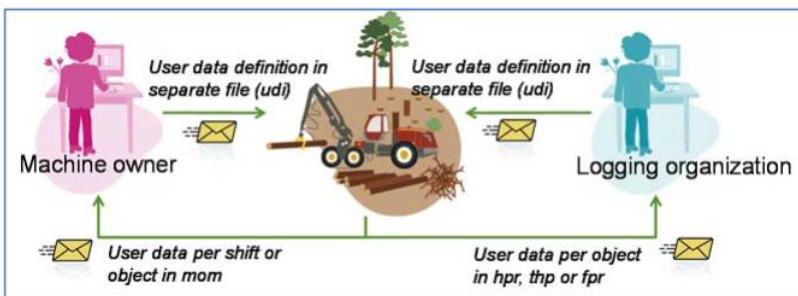 User data definition in
separate file (udi)
User data definition in
separate file (udi)
Machine owner
Logging organization
User data per shift or
object in mom
User data per object
in hpr, thp or fpr